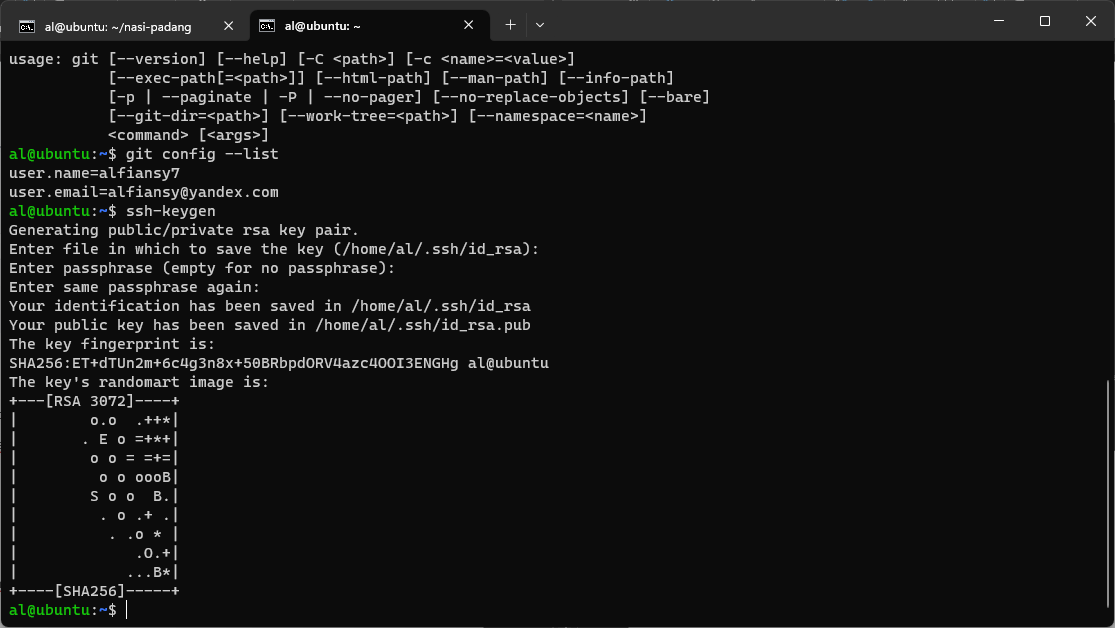 al@ubuntu: ~/nasi-padang
al@ubuntu: ~
usage: git [--version] [--help] [-C <path>] [-c <name>=<value>]
           [--exec-path[=<path>]] [--html-path] [--man-path] [--info-path]
           [-p | --paginate | -P | --no-pager] [--no-replace-objects] [--bare]
           [--git-dir=<path>] [--work-tree=<path>] [--namespace=<name>]
           <command> [<args>]
al@ubuntu:~$ git config --list
user.name=alfiansy7
user.email=alfiansy@yandex.com
al@ubuntu:~$ ssh-keygen
Generating public/private rsa key pair.
Enter file in which to save the key (/home/al/.ssh/id_rsa):
Enter passphrase (empty for no passphrase):
Enter same passphrase again:
Your identification has been saved in /home/al/.ssh/id_rsa
Your public key has been saved in /home/al/.ssh/id_rsa.pub
The key fingerprint is:
SHA256:ET+dTUn2m+6c4g3n8x+50BRbpdORV4azc4OOI3ENGHg al@ubuntu
The key's randomart image is:
+---[RSA 3072]----+
|        o.o  .++*|
|       . E o =+*+|
|        o o = =+=|
|         o o oooB|
|        S o o  B.|
|         . o .+ .|
|          . .o * |
|             .O.+|
|            ...B*|
+----[SHA256]-----+
al@ubuntu:~$